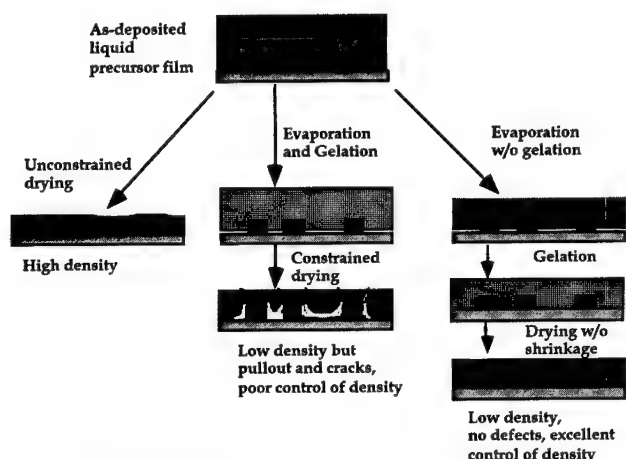 As-deposited
liquid
precursor film
Unconstrained
drying
Evaporation
and Gelation
Evaporation
w/o gelation
High density
Constrained
drying
Gelation
Drying w/o
shrinkage
Low density but
pullout and cracks,
poor control of density
Low density,
no defects, excellent
control of density